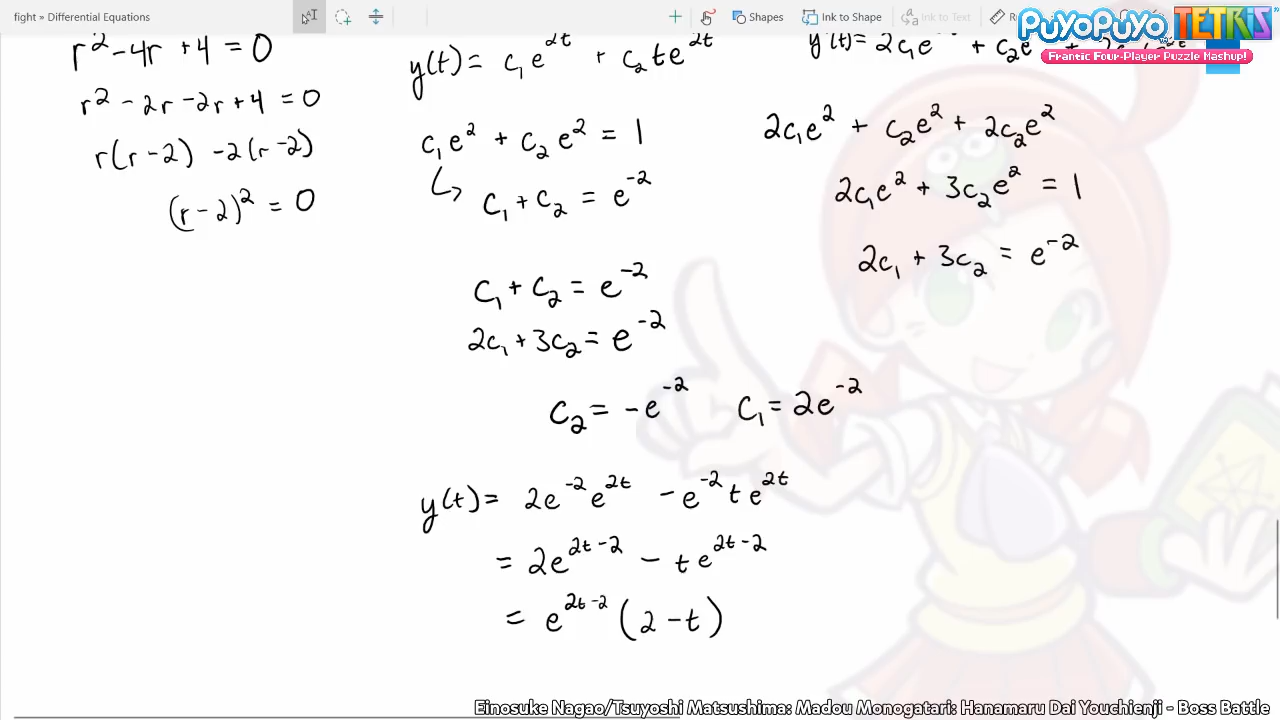 fight » Differential Equations
Shapes
Ink to Shape
Ink to Text
PUYOPUYO TETRIS
Frantic Four-Player Puzzle Mashup!
r² - 4r + 4 = 0
r² - 2r - 2r + 4 = 0
r(r - 2) - 2(r - 2)
(r - 2)² = 0
y(t) = c₁e^{2t} + c₂te^{2t}
c₁e² + c₂e² = 1
↳ c₁ + c₂ = e^{-2}
2c₁e² + c₂e² + 2c₂e²
2c₁e² + 3c₂e² = 1
2c₁ + 3c₂ = e^{-2}
c₁ + c₂ = e^{-2}
2c₁ + 3c₂ = e^{-2}
c₂ = -e^{-2} c₁ = 2e^{-2}
y(t) = 2e^{-2}e^{2t} - e^{-2}te^{2t}
= 2e^{2t-2} - te^{2t-2}
= e^{2t-2}(2 - t)
Einosuke Nagao/Tsuyoshi Matsushima: Madou Monogatari: Hanamaru Dai Youchienji - Boss Battle